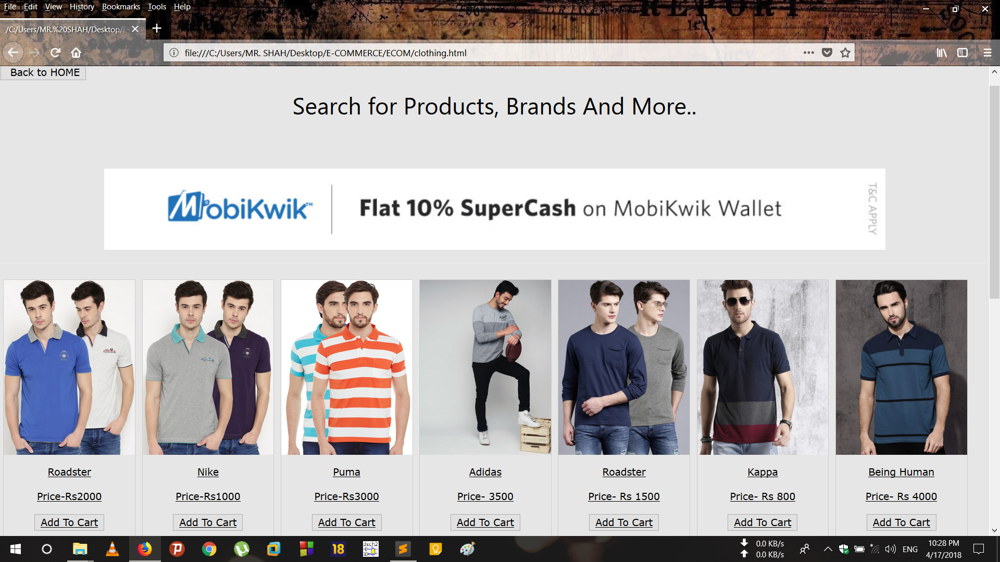 File Edit View History Bookmarks Tools Help
/C:/Users/MR.%20SHAH/Desktop/E
file:///C:/Users/MR. SHAH/Desktop/E-COMMERCE/ECOM/clothing.html
Back to HOME
Search for Products, Brands And More..
MobiKwik™
Flat 10% SuperCash on MobiKwik Wallet
T&C APPLY
Roadster Nike Puma Adidas Roadster Kappa Being Human
Price-Rs2000 Price-Rs1000 Price-Rs3000 Price- 3500 Price- Rs 1500 Price- Rs 800 Price- Rs 4000
Add To Cart Add To Cart Add To Cart Add To Cart Add To Cart Add To Cart Add To Cart
18
dsch2
0.0 KB/s
0.0 KB/s
ENG
10:28 PM
4/17/2018